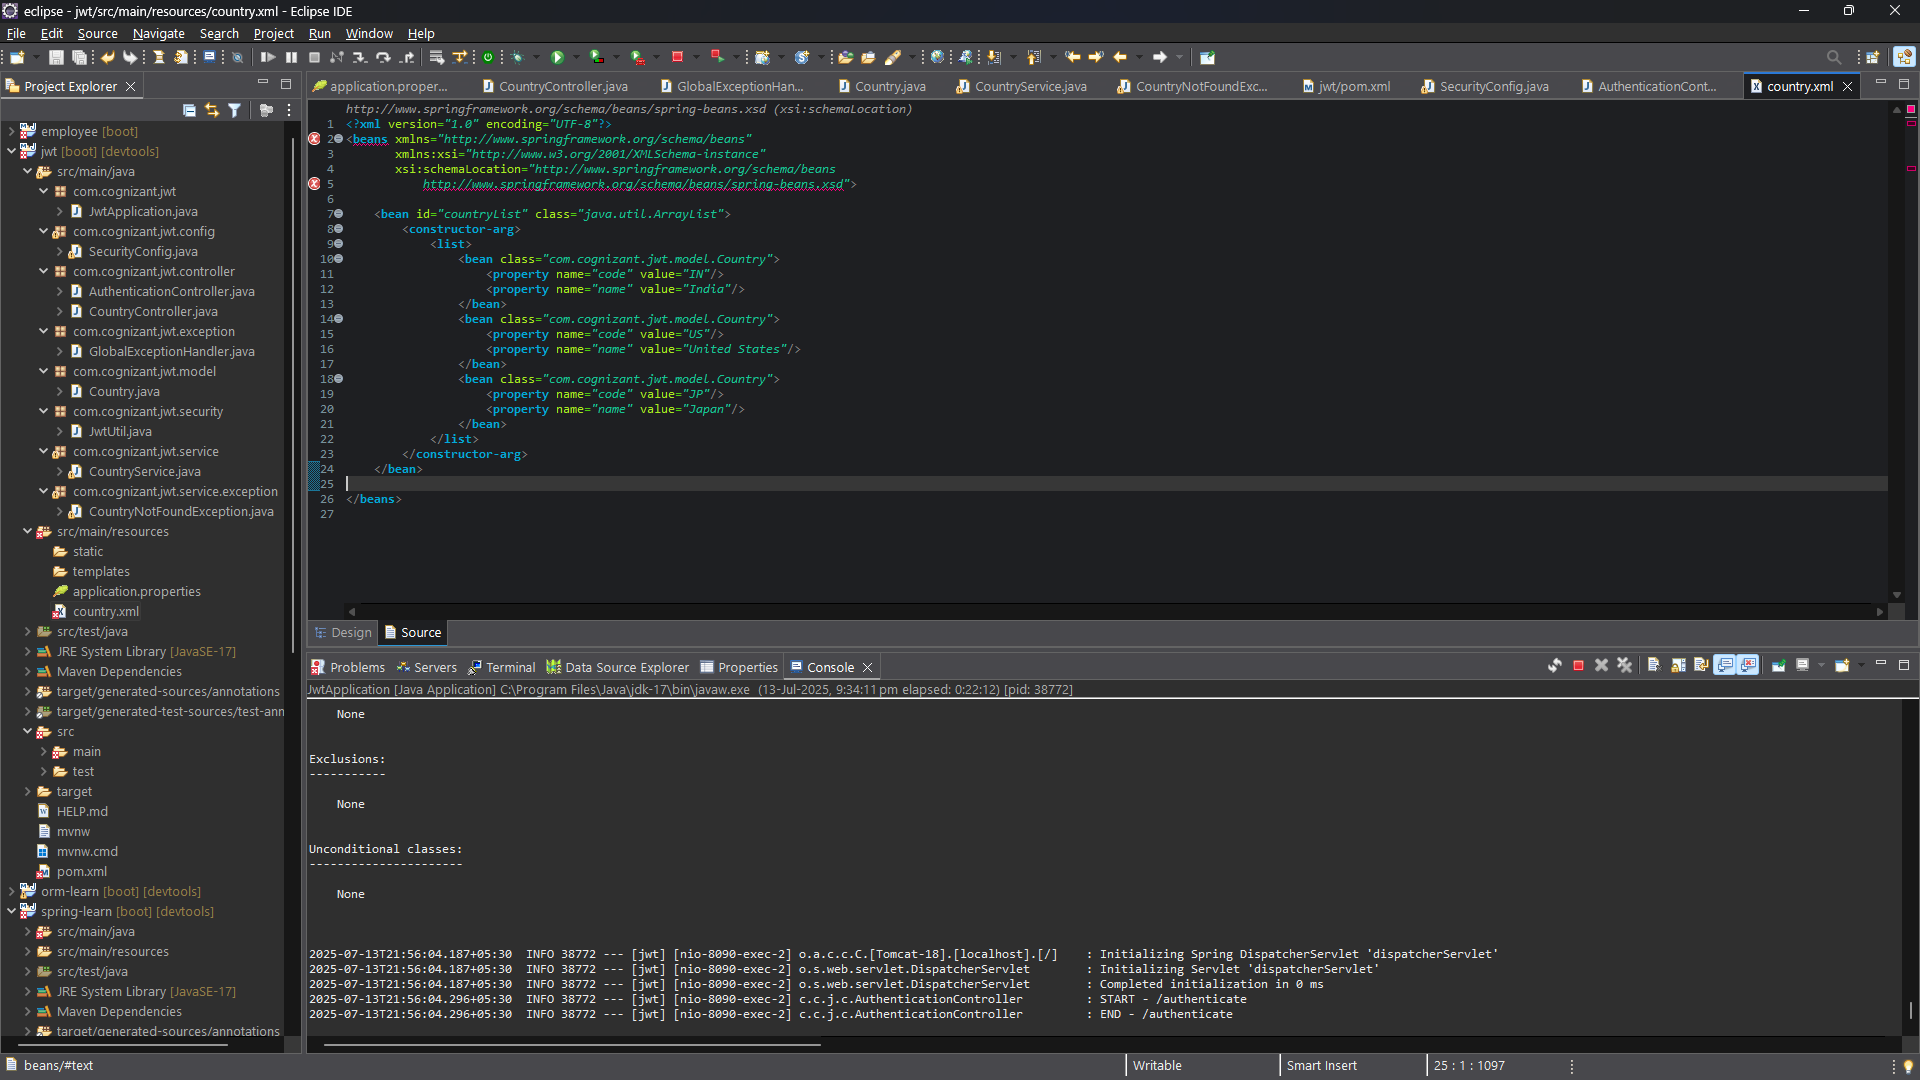 eclipse - jwt/src/main/resources/country.xml - Eclipse IDE
File Edit Source Navigate Search Project Run Window Help
Project Explorer
employee [boot]
jwt [boot] [devtools]
src/main/java
com.cognizant.jwt
JwtApplication.java
com.cognizant.jwt.config
SecurityConfig.java
com.cognizant.jwt.controller
AuthenticationController.java
CountryController.java
com.cognizant.jwt.exception
GlobalExceptionHandler.java
com.cognizant.jwt.model
Country.java
com.cognizant.jwt.security
JwtUtil.java
com.cognizant.jwt.service
CountryService.java
com.cognizant.jwt.service.exception
CountryNotFoundException.java
src/main/resources
static
templates
application.properties
country.xml
src/test/java
JRE System Library [JavaSE-17]
Maven Dependencies
target/generated-sources/annotations
target/generated-test-sources/test-ann
src
main
test
target
HELP.md
mvnw
mvnw.cmd
pom.xml
orm-learn [boot] [devtools]
spring-learn [boot] [devtools]
src/main/java
src/main/resources
src/test/java
JRE System Library [JavaSE-17]
Maven Dependencies
target/generated-sources/annotations
application.proper... CountryController.java GlobalExceptionHan... Country.java CountryService.java CountryNotFoundExc... jwt/pom.xml SecurityConfig.java AuthenticationCont... country.xml
http://www.springframework.org/schema/beans/spring-beans.xsd (xsi:schemaLocation)
1 <?xml version="1.0" encoding="UTF-8"?>
2 <beans xmlns="http://www.springframework.org/schema/beans"
3 xmlns:xsi="http://www.w3.org/2001/XMLSchema-instance"
4 xsi:schemaLocation="http://www.springframework.org/schema/beans
5 http://www.springframework.org/schema/beans/spring-beans.xsd">
6
7 <bean id="countryList" class="java.util.ArrayList">
8 <constructor-arg>
9 <list>
10 <bean class="com.cognizant.jwt.model.Country">
11 <property name="code" value="IN"/>
12 <property name="name" value="India"/>
13 </bean>
14 <bean class="com.cognizant.jwt.model.Country">
15 <property name="code" value="US"/>
16 <property name="name" value="United States"/>
17 </bean>
18 <bean class="com.cognizant.jwt.model.Country">
19 <property name="code" value="JP"/>
20 <property name="name" value="Japan"/>
21 </bean>
22 </list>
23 </constructor-arg>
24 </bean>
25
26 </beans>
27
Design Source
Problems Servers Terminal Data Source Explorer Properties Console
JwtApplication [Java Application] C:\Program Files\Java\jdk-17\bin\javaw.exe (13-Jul-2025, 9:34:11 pm elapsed: 0:22:12) [pid: 38772]
None
Exclusions:
-----------
None
Unconditional classes:
----------------------
None
2025-07-13T21:56:04.187+05:30 INFO 38772 --- [jwt] [nio-8090-exec-2] o.a.c.c.C.[Tomcat-18].[localhost].[/] : Initializing Spring DispatcherServlet 'dispatcherServlet'
2025-07-13T21:56:04.187+05:30 INFO 38772 --- [jwt] [nio-8090-exec-2] o.s.web.servlet.DispatcherServlet : Initializing Servlet 'dispatcherServlet'
2025-07-13T21:56:04.187+05:30 INFO 38772 --- [jwt] [nio-8090-exec-2] o.s.web.servlet.DispatcherServlet : Completed initialization in 0 ms
2025-07-13T21:56:04.296+05:30 INFO 38772 --- [jwt] [nio-8090-exec-2] c.c.j.c.AuthenticationController : START - /authenticate
2025-07-13T21:56:04.296+05:30 INFO 38772 --- [jwt] [nio-8090-exec-2] c.c.j.c.AuthenticationController : END - /authenticate
beans/#text Writable Smart Insert 25 : 1 : 1097